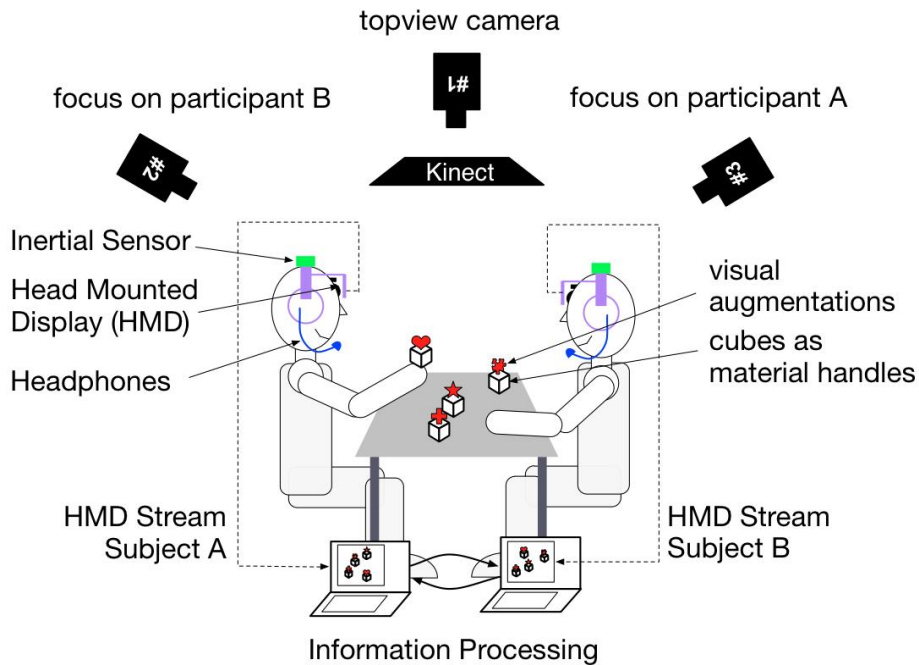 topview camera
#1
focus on participant B
focus on participant A
#2
Kinect
#3
Inertial Sensor
Head Mounted
Display (HMD)
Headphones
visual
augmentations
cubes as
material handles
HMD Stream
Subject A
HMD Stream
Subject B
Information Processing